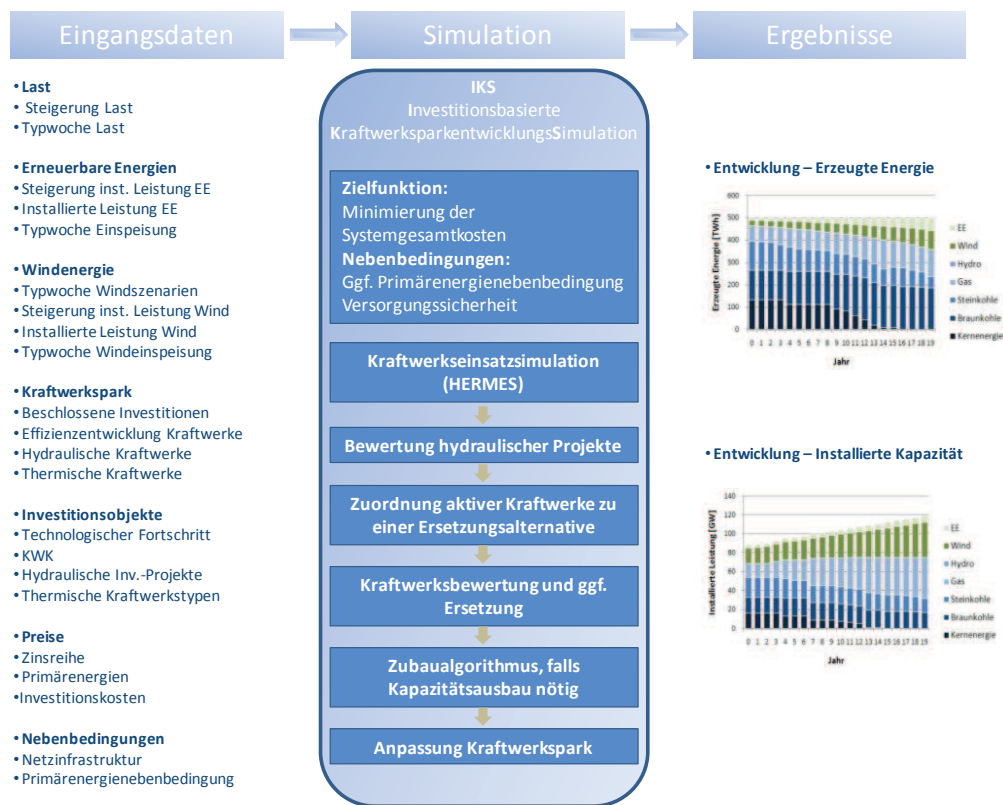 Eingangsdaten
Simulation
Ergebnisse
• Last
• Steigerung Last
• Typwoche Last
• Erneuerbare Energien
• Steigerung inst. Leistung EE
• Installierte Leistung EE
• Typwoche Einspeisung
• Windenergie
• Typwoche Windszenarien
• Steigerung inst. Leistung Wind
• Installierte Leistung Wind
• Typwoche Windeinspeisung
• Kraftwerkspark
• Beschlossene Investitionen
• Effizienzentwicklung Kraftwerke
• Hydraulische Kraftwerke
• Thermische Kraftwerke
• Investitionsobjekte
• Technologischer Fortschritt
• KWK
• Hydraulische Inv.-Projekte
• Thermische Kraftwerkstypen
• Preise
• Zinsreihe
• Primärenergien
• Investitionskosten
• Nebenbedingungen
• Netzinfrastruktur
• Primärenergienebenbedingung
IKS
Investitionsbasierte
KraftwerksparkentwicklungsSimulation
Zielfunktion:
Minimierung der
Systemgesamtkosten
Nebenbedingungen:
Ggf. Primärenergienebenbedingung
Versorgungssicherheit
Kraftwerkseinsatzsimulation
(HERMES)
Bewertung hydraulischer Projekte
Zuordnung aktiver Kraftwerke zu
einer Ersetzungsalternative
Kraftwerksbewertung und ggf.
Ersetzung
Zubaualgorithmus, falls
Kapazitätsausbau nötig
Anpassung Kraftwerkspark
• Entwicklung – Erzeugte Energie
Erzeugte Energie [TWh]
600
500
400
300
200
100
0
0 1 2 3 4 5 6 7 8 9 10 11 12 13 14 15 16 17 18 19
Jahr
EE
Wind
Hydro
Gas
Steinkohle
Braunkohle
Kernenergie
• Entwicklung – Installierte Kapazität
Installierte Leistung [GW]
140
120
100
80
60
40
20
0
0 1 2 3 4 5 6 7 8 9 10 11 12 13 14 15 16 17 18 19
Jahr
EE
Wind
Hydro
Gas
Steinkohle
Braunkohle
Kernenergie